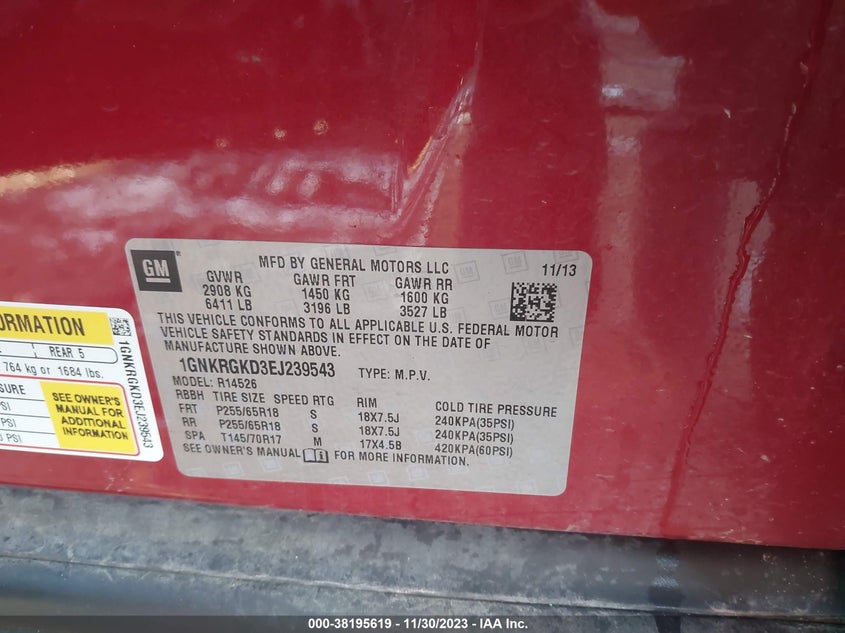 GM
MFD BY GENERAL MOTORS LLC 11/13
GVWR GAWR FRT GAWR RR
2908 KG 1450 KG 1600 KG
6411 LB 3196 LB 3527 LB
THIS VEHICLE CONFORMS TO ALL APPLICABLE U.S. FEDERAL MOTOR
VEHICLE SAFETY STANDARDS IN EFFECT ON THE DATE OF
MANUFACTURE SHOWN ABOVE.
1GNKRGKD3EJ239543 TYPE: M.P.V.
MODEL: R14526
RBBH TIRE SIZE SPEED RTG RIM COLD TIRE PRESSURE
FRT P255/65R18 S 18X7.5J 240KPA(35PSI)
RR P255/65R18 S 18X7.5J 240KPA(35PSI)
SPA T145/70R17 M 17X4.5B 420KPA(60PSI)
SEE OWNER'S MANUAL FOR MORE INFORMATION.
ORMATION
REAR 5
764 kg or 1684 lbs.
SURE
PSI
PSI
0 PSI
SEE OWNER'S
MANUAL FOR
ADDITIONAL
INFORMATION
1GNKRGKD3EJ239543
000-38195619 - 11/30/2023 - IAA Inc.